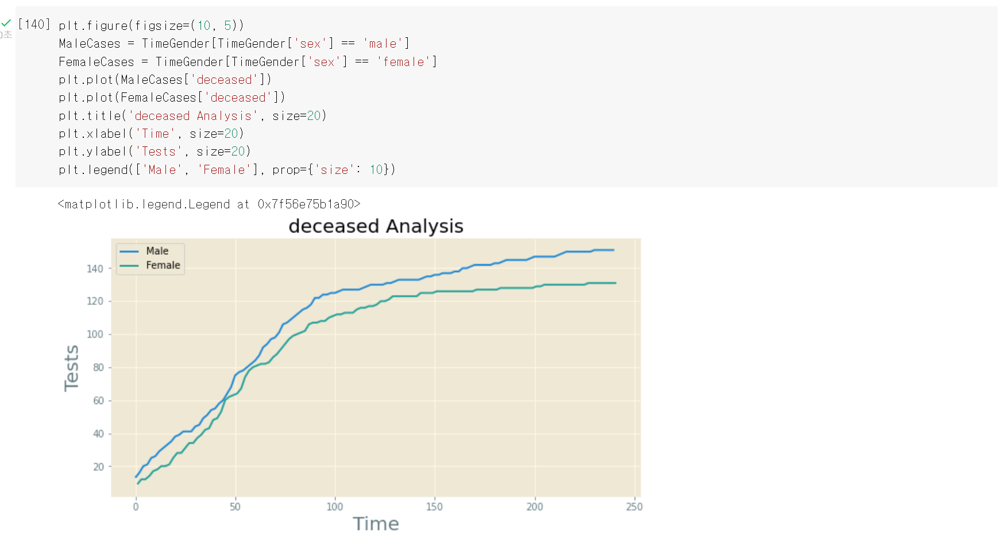 [140] plt.figure(figsize=(10, 5))
MaleCases = TimeGender[TimeGender['sex'] == 'male']
FemaleCases = TimeGender[TimeGender['sex'] == 'female']
plt.plot(MaleCases['deceased'])
plt.plot(FemaleCases['deceased'])
plt.title('deceased Analysis', size=20)
plt.xlabel('Time', size=20)
plt.ylabel('Tests', size=20)
plt.legend(['Male', 'Female'], prop={'size': 10})
<matplotlib.legend.Legend at 0x7f56e75b1a90>
deceased Analysis
Male
Female
Tests
140
120
100
80
60
40
20
0 50 100 150 200 250
Time